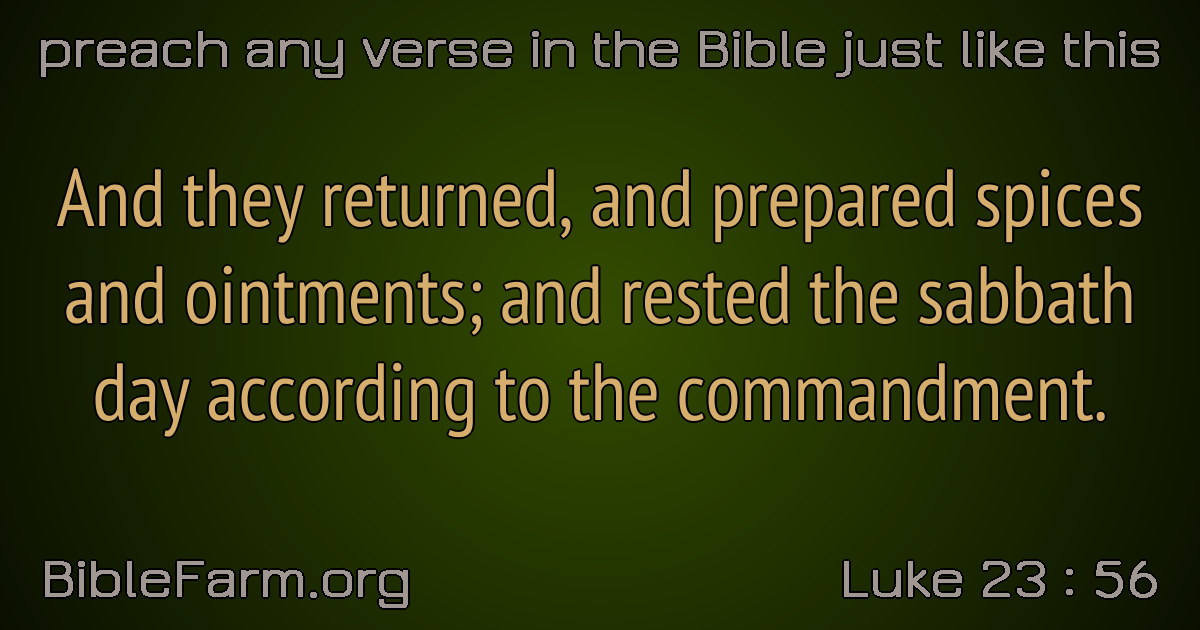 preach any verse in the Bible just like this
And they returned, and prepared spices
and ointments; and rested the sabbath
day according to the commandment.
BibleFarm.org
Luke 23 : 56